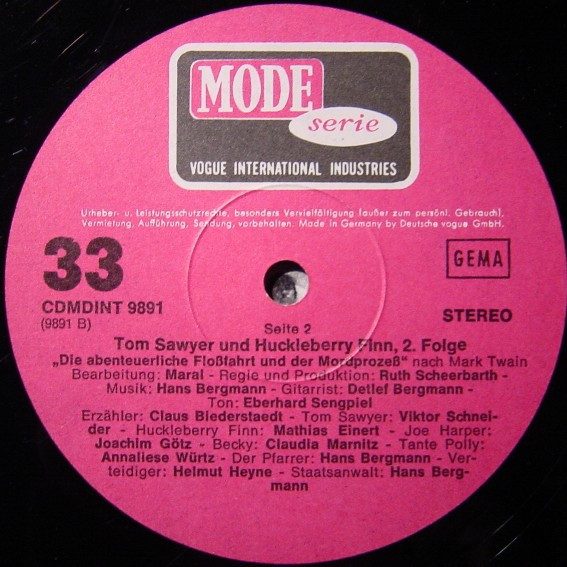 MODE
serie
VOGUE INTERNATIONAL INDUSTRIES
Urheber- u. Leistungsschutzrechte, besonders Vervielfältigung (außer zum persönl. Gebrauch),
Vermietung, Aufführung, Sendung, vorbehalten. Made in Germany by Deutsche vogue GmbH.
33
GEMA
CDMDINT 9891
(9891 B)
STEREO
Seite 2
Tom Sawyer und Huckleberry Finn, 2. Folge
„Die abenteuerliche Floßfahrt und der Mordprozeß" nach Mark Twain
Bearbeitung: Maral - Regie und Produktion: Ruth Scheerbarth -
Musik: Hans Bergmann - Gitarrist: Detlef Bergmann -
Ton: Eberhard Sengpiel
Erzähler: Claus Biederstaedt - Tom Sawyer: Viktor Schnei-
der - Huckleberry Finn: Mathias Einert - Joe Harper:
Joachim Götz - Becky: Claudia Marnitz - Tante Polly:
Annaliese Würtz - Der Pfarrer: Hans Bergmann - Ver-
teidiger: Helmut Heyne - Staatsanwalt: Hans Berg-
mann